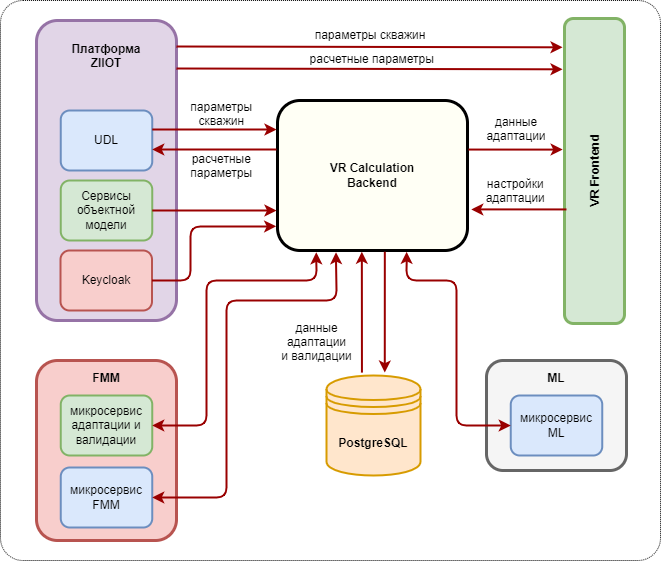 Платформа
ZIIOT
параметры скважин
расчетные параметры
UDL
параметры
скважин
расчетные
параметры
Сервисы
объектной
модели
Keycloak
VR Calculation
Backend
данные
адаптации
настройки
адаптации
VR Frontend
данные
адаптации
и валидации
FMM
микросервис
адаптации и
валидации
микросервис
FMM
PostgreSQL
ML
микросервис
ML